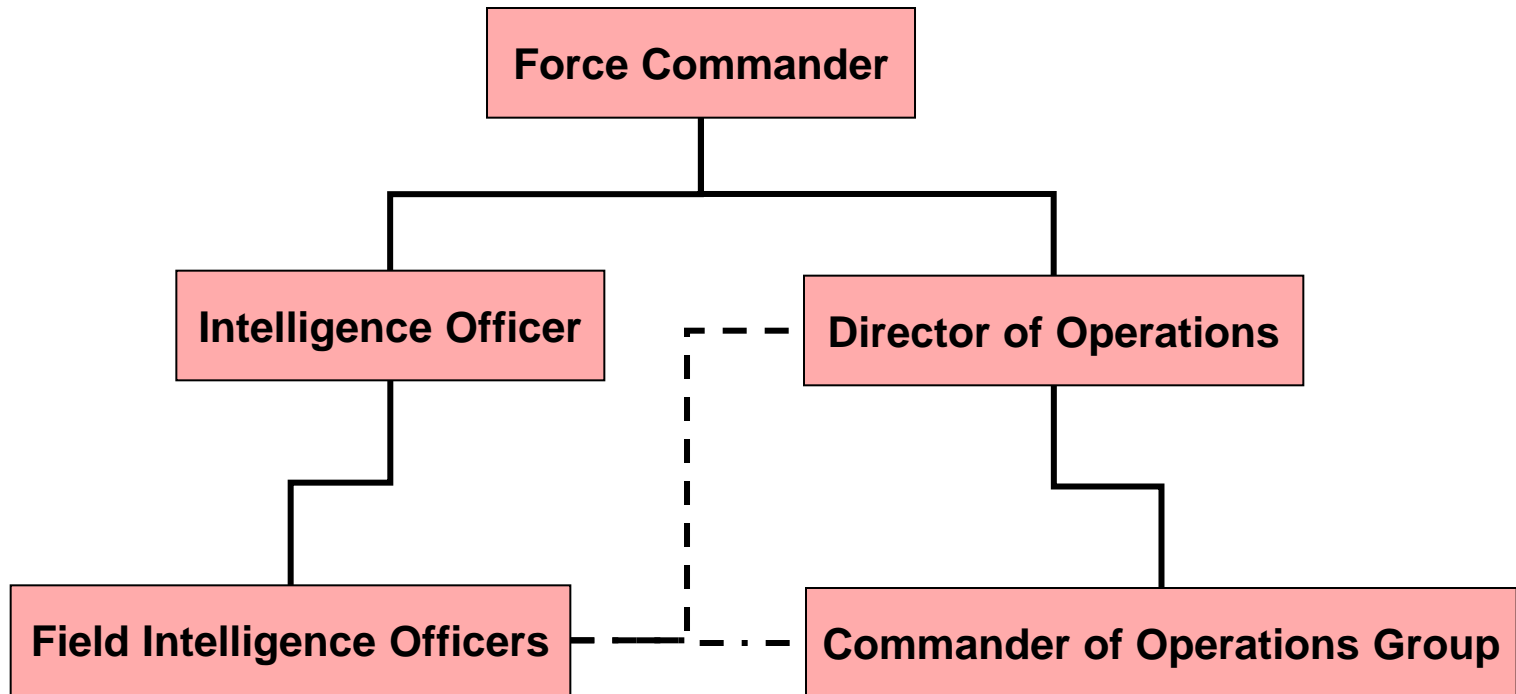 Force Commander
Intelligence Officer
Director of Operations
Field Intelligence Officers
Commander of Operations Group